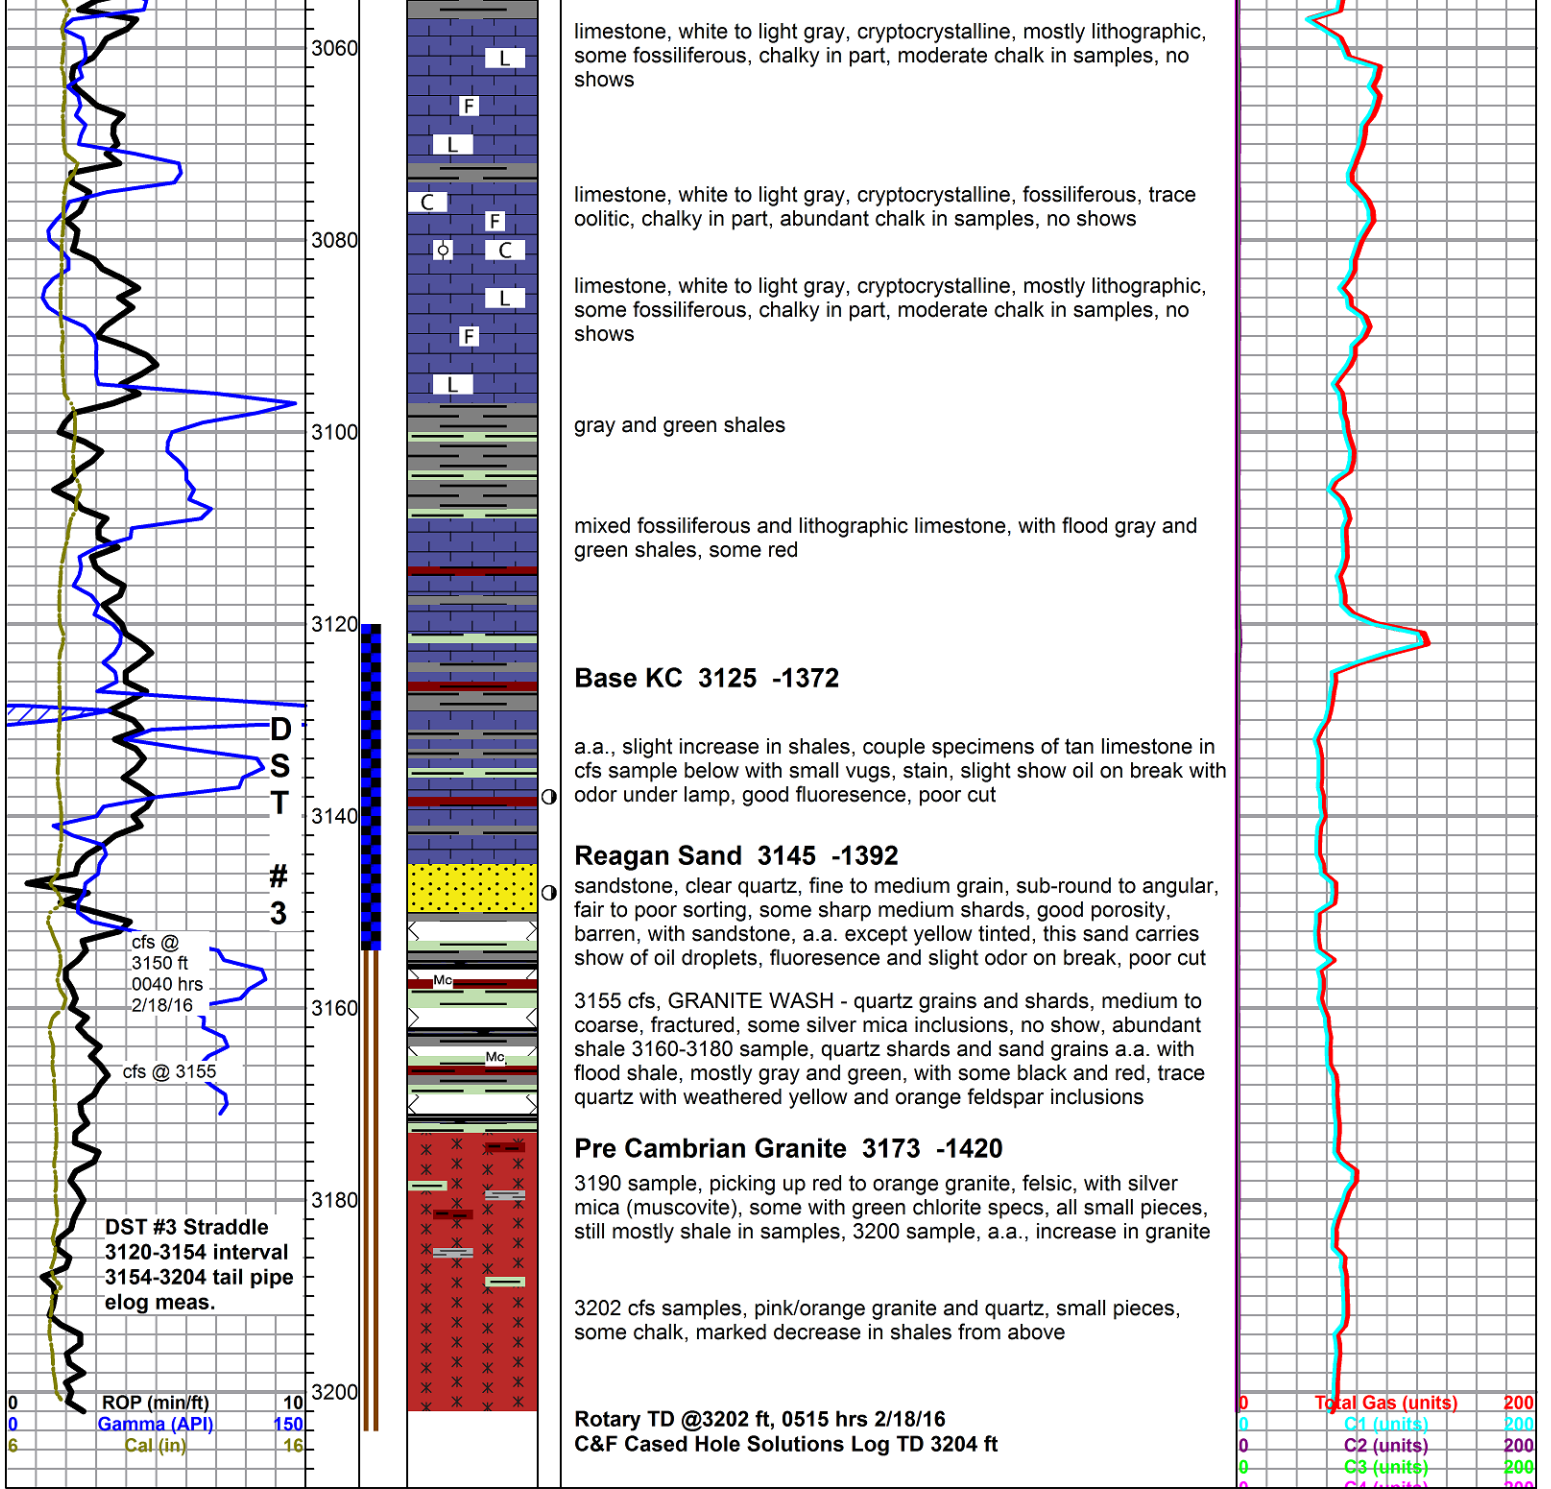 limestone, white to light gray, cryptocrystalline, mostly lithographic,
some fossiliferous, chalky in part, moderate chalk in samples, no
shows
3060
L
F
L
limestone, white to light gray, cryptocrystalline, fossiliferous, trace
oolitic, chalky in part, abundant chalk in samples, no shows
C
F
3080
C
limestone, white to light gray, cryptocrystalline, mostly lithographic,
some fossiliferous, chalky in part, moderate chalk in samples, no
shows
L
F
L
3100
gray and green shales
mixed fossiliferous and lithographic limestone, with flood gray and
green shales, some red
3120
Base KC 3125 -1372
D
S
T
#
3
a.a., slight increase in shales, couple specimens of tan limestone in
cfs sample below with small vugs, stain, slight show oil on break with
odor under lamp, good fluoresence, poor cut
3140
Reagan Sand 3145 -1392
sandstone, clear quartz, fine to medium grain, sub-round to angular,
fair to poor sorting, some sharp medium shards, good porosity,
barren, with sandstone, a.a. except yellow tinted, this sand carries
show of oil droplets, fluoresence and slight odor on break, poor cut
cfs @
3150 ft
0040 hrs
2/18/16
Mc
3160
3155 cfs, GRANITE WASH - quartz grains and shards, medium to
coarse, fractured, some silver mica inclusions, no show, abundant
shale 3160-3180 sample, quartz shards and sand grains a.a. with
flood shale, mostly gray and green, with some black and red, trace
quartz with weathered yellow and orange feldspar inclusions
Mc
cfs @ 3155
Pre Cambrian Granite 3173 -1420
3190 sample, picking up red to orange granite, felsic, with silver
mica (muscovite), some with green chlorite specs, all small pieces,
still mostly shale in samples, 3200 sample, a.a., increase in granite
3180
DST #3 Straddle
3120-3154 interval
3154-3204 tail pipe
elog meas.
3202 cfs samples, pink/orange granite and quartz, small pieces,
some chalk, marked decrease in shales from above
3200
0 ROP (min/ft) 10
0 Gamma (API) 150
6 Cal (in) 16
Rotary TD @3202 ft, 0515 hrs 2/18/16
C&F Cased Hole Solutions Log TD 3204 ft
0 Total Gas (units) 200
0 C1 (units) 200
0 C2 (units) 200
0 C3 (units) 200
0 C4 (units) 200